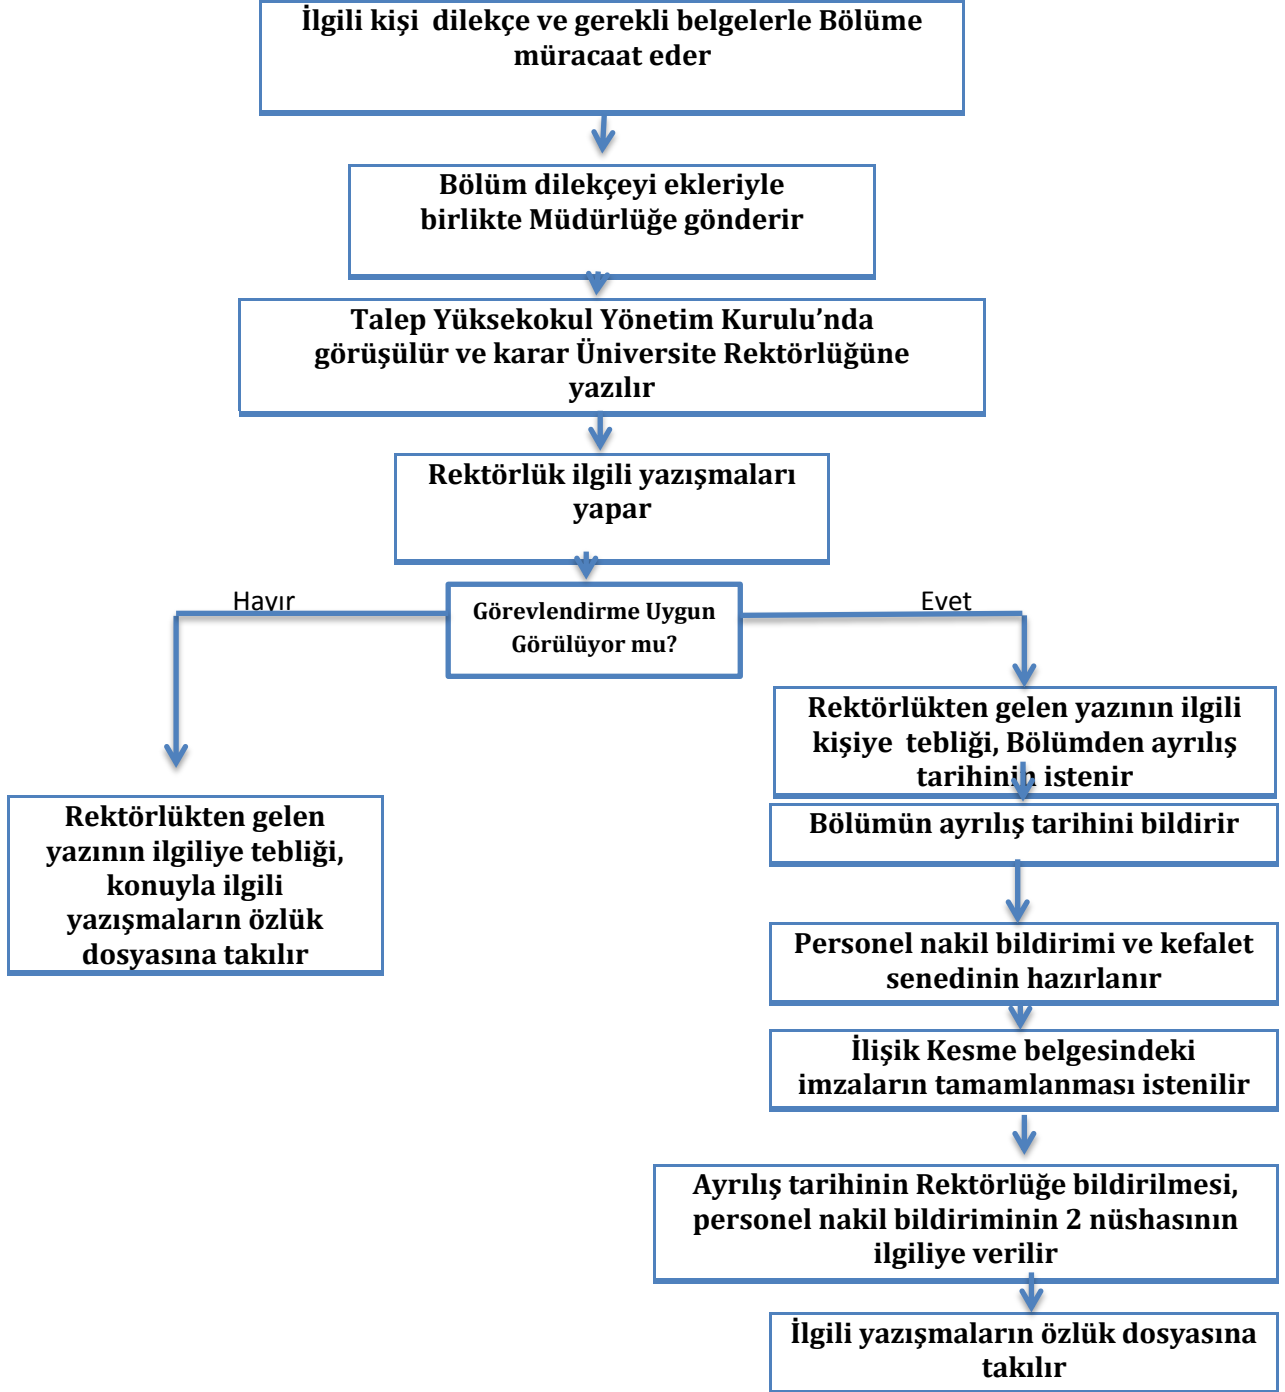 İlgili kişi  dilekçe ve gerekli belgelerle Bölüme
müracaat eder
Bölüm dilekçeyi ekleriyle
birlikte Müdürlüğe gönderir
Talep Yüksekokul Yönetim Kurulu’nda
görüşülür ve karar Üniversite Rektörlüğüne
yazılır
Rektörlük ilgili yazışmaları
yapar
Görevlendirme Uygun
Görülüyor mu?
Hayır
Evet
Rektörlükten gelen
yazının ilgiliye tebliği,
konuyla ilgili
yazışmaların özlük
dosyasına takılır
Rektörlükten gelen yazının ilgili
kişiye  tebliği, Bölümden ayrılış
tarihinin istenir
Bölümün ayrılış tarihini bildirir
Personel nakil bildirimi ve kefalet
senedinin hazırlanır
İlişik Kesme belgesindeki
imzaların tamamlanması istenilir
Ayrılış tarihinin Rektörlüğe bildirilmesi,
personel nakil bildiriminin 2 nüshasının
ilgiliye verilir
İlgili yazışmaların özlük dosyasına
takılır